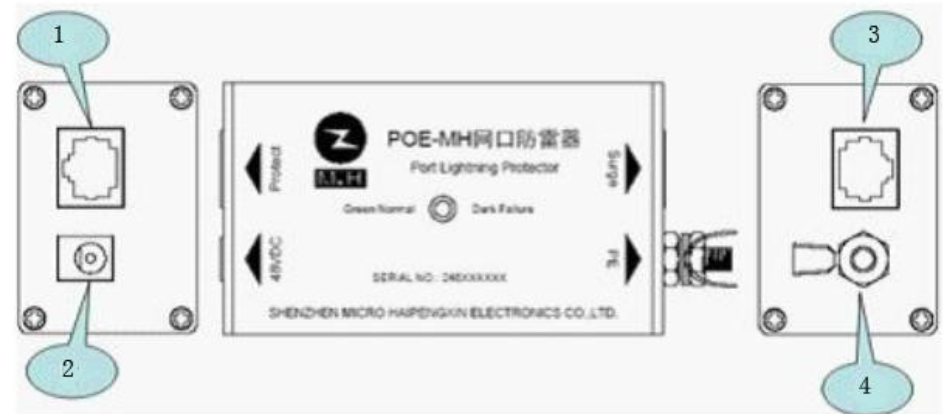 1
3
POE-MH网口防雷器
Protect
M.H
Port Lightning Protector
Surge
Green Normal
Dark Failure
48VDC
PE
SERIAL NO.: 246XXXXXX
SHENZHEN MICRO HAIPENGXIN ELECTRONICS CO.,LTD.
2
4